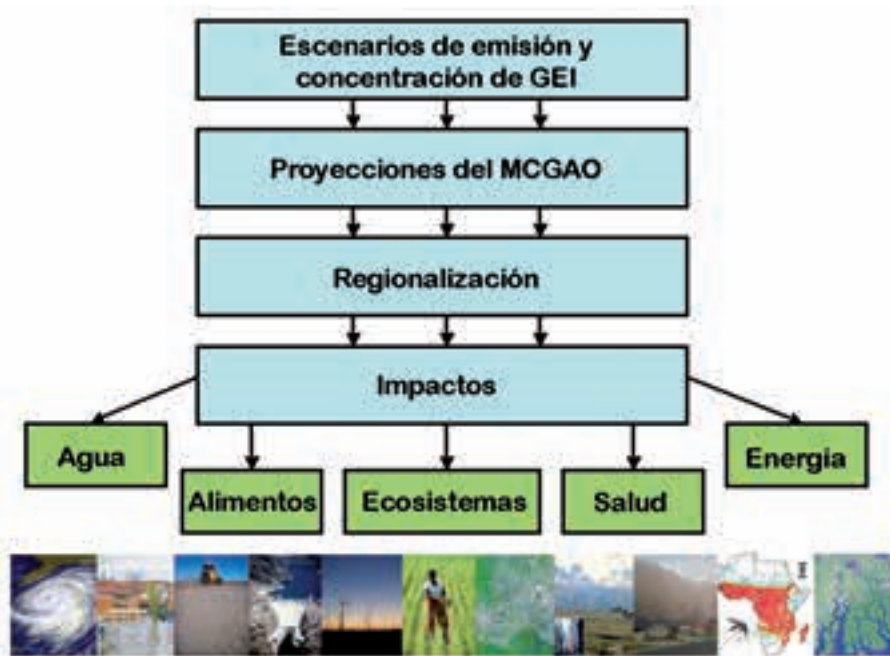 Escenarios de emisión y
concentración de GEI
Proyecciones del MCGAO
Regionalización
Impactos
Agua
Alimentos
Ecosistemas
Salud
Energia